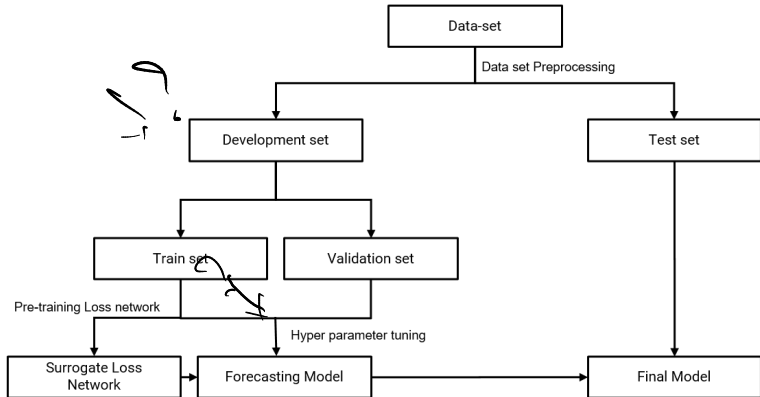 Data-set
Data set Preprocessing
Development set
Test set
Train set
Validation set
Pre-training Loss network
Hyper parameter tuning
Surrogate Loss
Network
Forecasting Model
Final Model